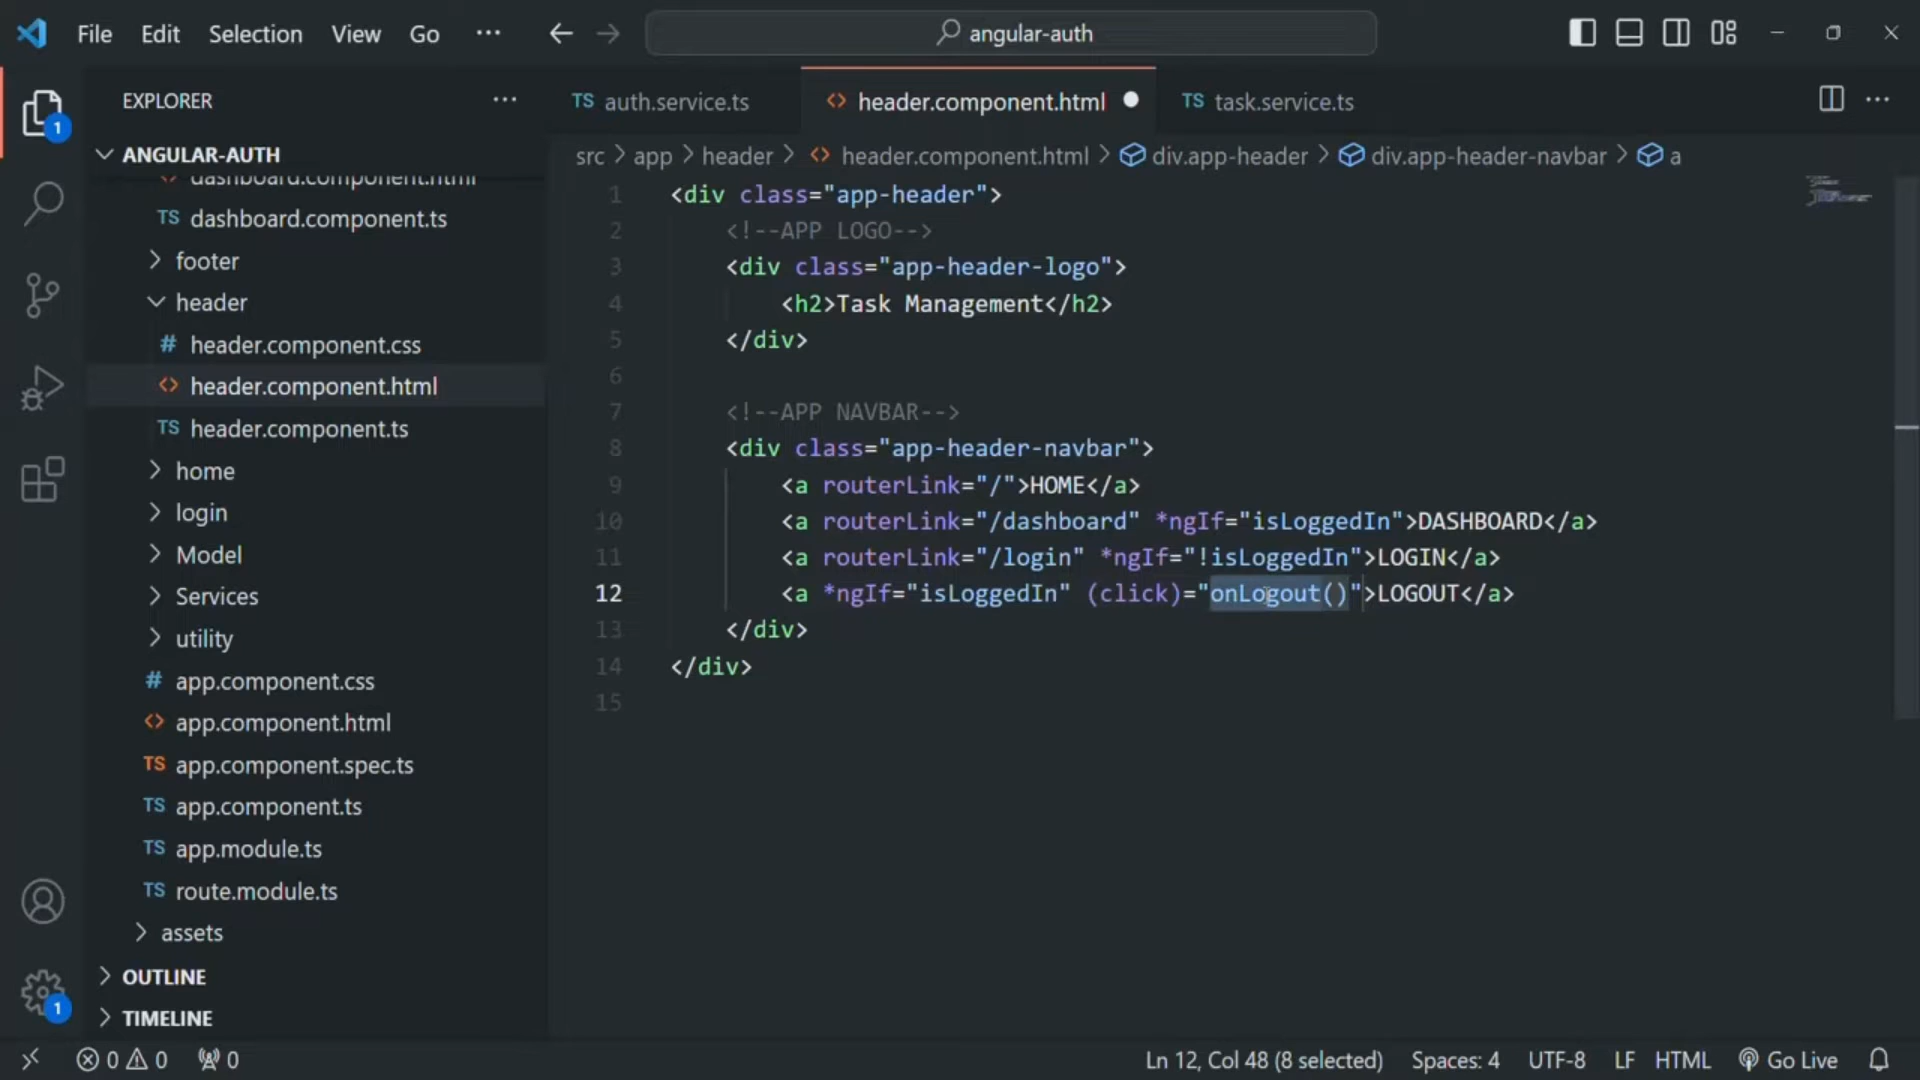 File Edit Selection View Go ··· angular-auth
EXPLORER ···
ANGULAR-AUTH
dashboard.component.html
TS dashboard.component.ts
footer
header
# header.component.css
<> header.component.html
TS header.component.ts
home
login
Model
Services
utility
# app.component.css
<> app.component.html
TS app.component.spec.ts
TS app.component.ts
TS app.module.ts
TS route.module.ts
assets
OUTLINE
TIMELINE
1
1
TS auth.service.ts <> header.component.html TS task.service.ts
src > app > header > <> header.component.html > div.app-header > div.app-header-navbar > a
1 <div class="app-header">
2 <!--APP LOGO-->
3 <div class="app-header-logo">
4 <h2>Task Management</h2>
5 </div>
6
7 <!--APP NAVBAR-->
8 <div class="app-header-navbar">
9 <a routerLink="/">HOME</a>
10 <a routerLink="/dashboard" *ngIf="isLoggedIn">DASHBOARD</a>
11 <a routerLink="/login" *ngIf="!isLoggedIn">LOGIN</a>
12 <a *ngIf="isLoggedIn" (click)="onLogout()">LOGOUT</a>
13 </div>
14 </div>
15
0 0 0 Ln 12, Col 48 (8 selected) Spaces: 4 UTF-8 LF HTML Go Live